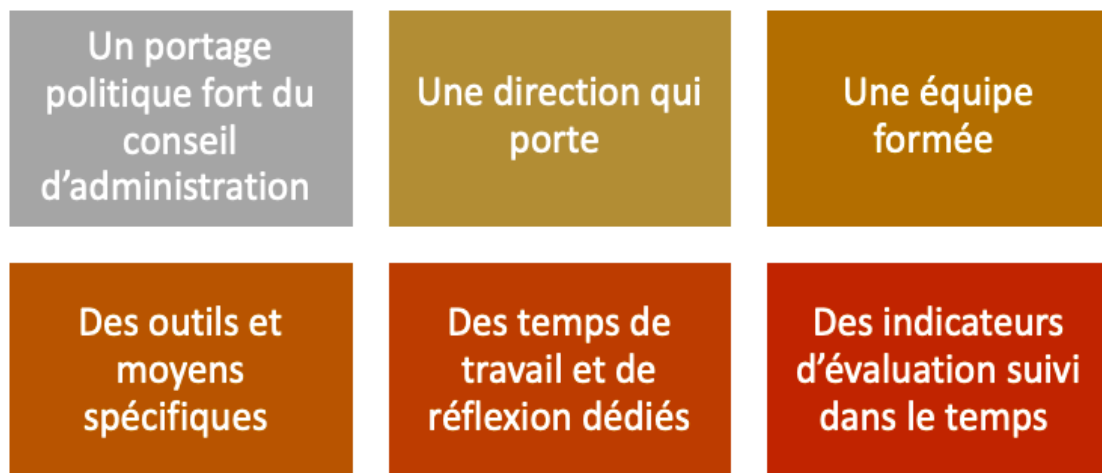 Un portage
politique fort du
conseil
d’administration
Une direction qui
porte
Une équipe
formée
Des outils et
moyens
spécifiques
Des temps de
travail et de
réflexion dédiés
Des indicateurs
d’évaluation suivi
dans le temps